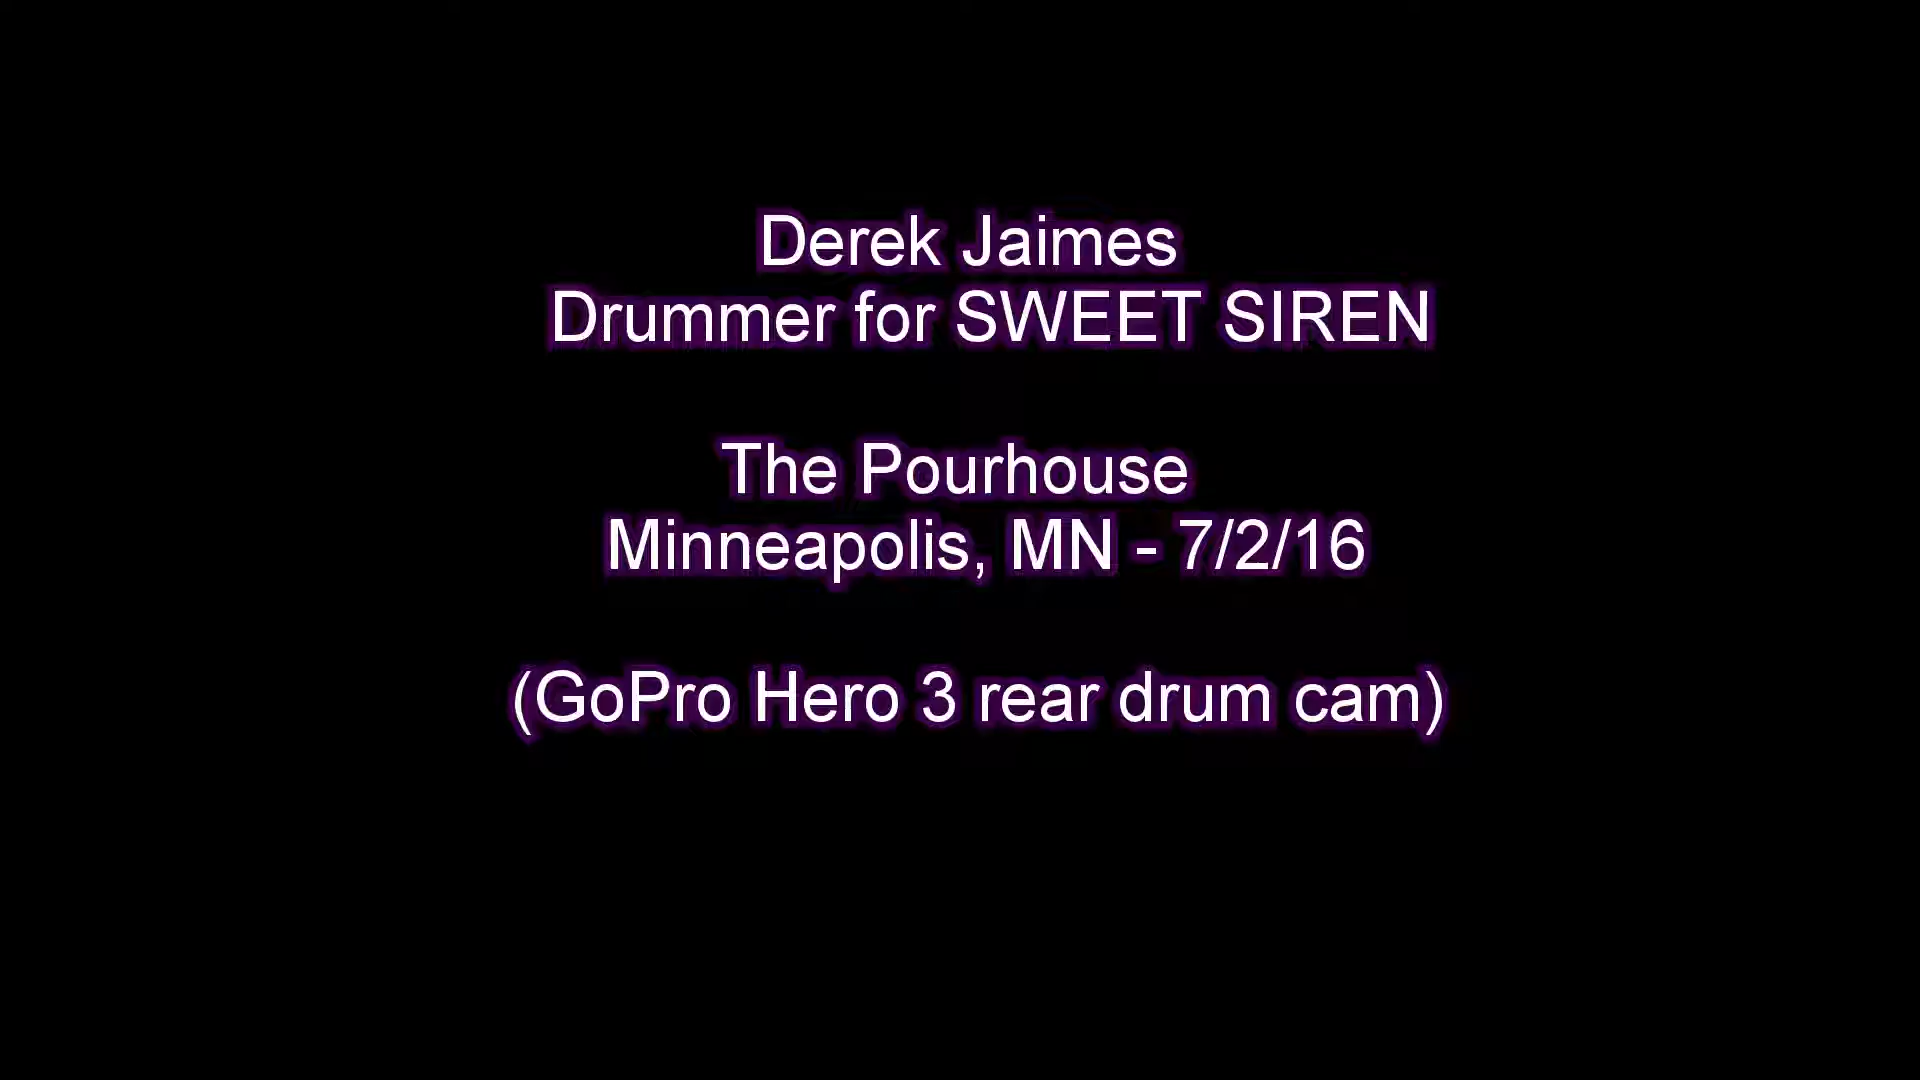 Derek Jaimes
Drummer for SWEET SIREN
The Pourhouse
Minneapolis, MN - 7/2/16
(GoPro Hero 3 rear drum cam)